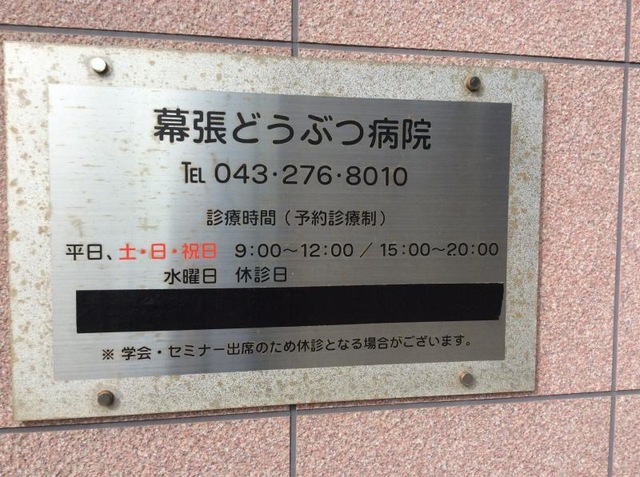 幕張どうぶつ病院
TEL 043・276・8010
診療時間（予約診療制）
平日、土・日・祝日 9:00～12:00 / 15:00～20:00
水曜日 休診日
※ 学会・セミナー出席のため休診となる場合がございます。